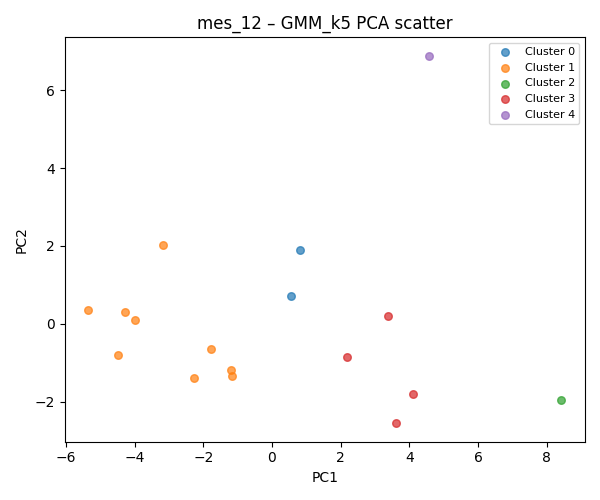 mes_12 – GMM_k5 PCA scatter
Cluster 0
Cluster 1
Cluster 2
Cluster 3
Cluster 4
PC2
6
4
2
0
−2
−6 −4 −2 0 2 4 6 8
PC1